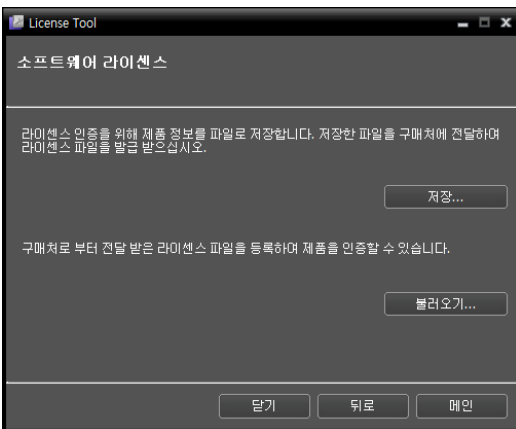 License Tool
소프트웨어 라이센스
라이센스 인증을 위해 제품 정보를 파일로 저장합니다. 저장한 파일을 구매처에 전달하여
라이센스 파일을 발급 받으십시오.
저장...
구매처로 부터 전달 받은 라이센스 파일을 등록하여 제품을 인증할 수 있습니다.
불러오기...
닫기
뒤로
메인